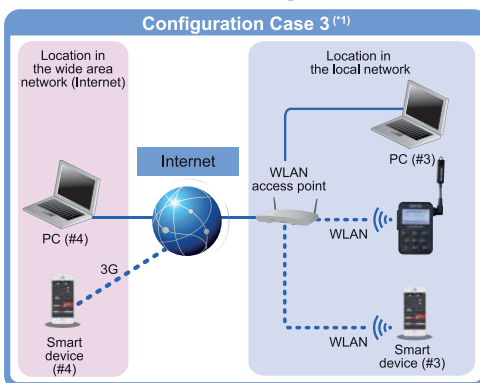 Configuration Case 3 (*1)
Location in
the wide area
network (Internet)
Location in
the local network
Internet
WLAN
access point
PC (#3)
PC (#4)
WLAN
3G
Smart
device
(#4)
WLAN
Smart
device (#3)